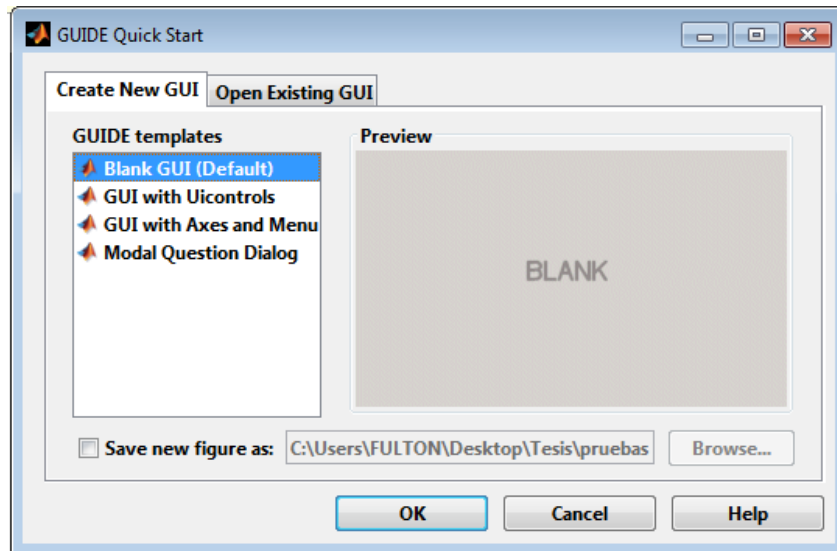 GUIDE Quick Start
Create New GUI
Open Existing GUI
GUIDE templates
Preview
Blank GUI (Default)
GUI with Uicontrols
GUI with Axes and Menu
Modal Question Dialog
BLANK
Save new figure as:
C:\Users\FULTON\Desktop\Tesis\pruebas
Browse...
OK
Cancel
Help